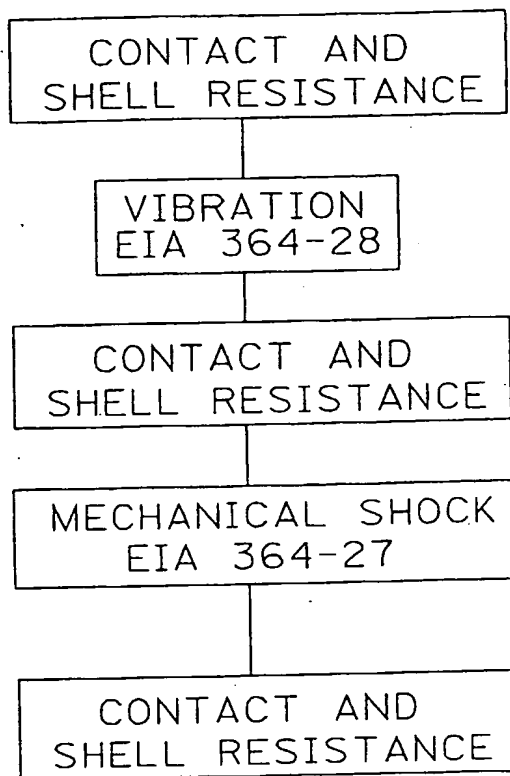 CONTACT AND
SHELL RESISTANCE
VIBRATION
EIA 364-28
CONTACT AND
SHELL RESISTANCE
MECHANICAL SHOCK
EIA 364-27
CONTACT AND
SHELL RESISTANCE